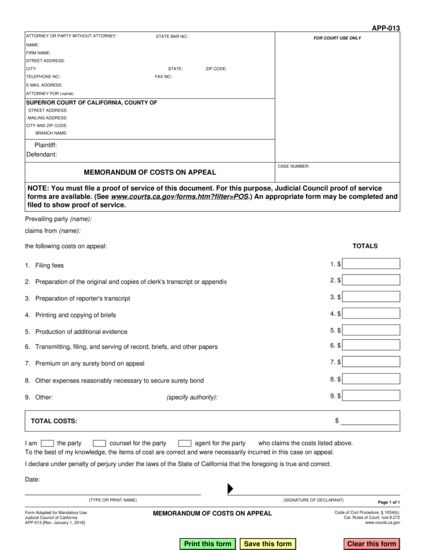 APP-013
ATTORNEY OR PARTY WITHOUT ATTORNEY STATE BAR NO.:
FOR COURT USE ONLY
NAME:
FIRM NAME:
STREET ADDRESS:
CITY: STATE: ZIP CODE:
TELEPHONE NO.: FAX NO.:
E-MAIL ADDRESS:
ATTORNEY FOR (name):
SUPERIOR COURT OF CALIFORNIA, COUNTY OF
STREET ADDRESS:
MAILING ADDRESS:
CITY AND ZIP CODE:
BRANCH NAME:
Plaintiff:
Defendant:
MEMORANDUM OF COSTS ON APPEAL
CASE NUMBER:
NOTE: You must file a proof of service of this document. For this purpose, Judicial Council proof of service
forms are available. (See www.courts.ca.gov/forms.htm?filter=POS.) An appropriate form may be completed and
filed to show proof of service.
Prevailing party (name):
claims from (name):
the following costs on appeal: TOTALS
1. Filing fees 1. $
2. Preparation of the original and copies of clerk's transcript or appendix 2. $
3. Preparation of reporter's transcript 3. $
4. Printing and copying of briefs 4. $
5. Production of additional evidence 5. $
6. Transmitting, filing, and serving of record, briefs, and other papers 6. $
7. Premium on any surety bond on appeal 7. $
8. Other expenses reasonably necessary to secure surety bond 8. $
9. Other: (specify authority): 9. $
TOTAL COSTS: $
I am the party counsel for the party agent for the party who claims the costs listed above.
To the best of my knowledge, the items of cost are correct and were necessarily incurred in this case on appeal.
I declare under penalty of perjury under the laws of the State of California that the foregoing is true and correct.
Date:
(TYPE OR PRINT NAME) (SIGNATURE OF DECLARANT)
Page 1 of 1
Form Adopted for Mandatory Use
Judicial Council of California
APP-013 [Rev. January 1, 2016]
MEMORANDUM OF COSTS ON APPEAL
Code of Civil Procedure, § 1034(b);
Cal. Rules of Court, rule 8.278
www.courts.ca.gov
Print this form Save this form Clear this form